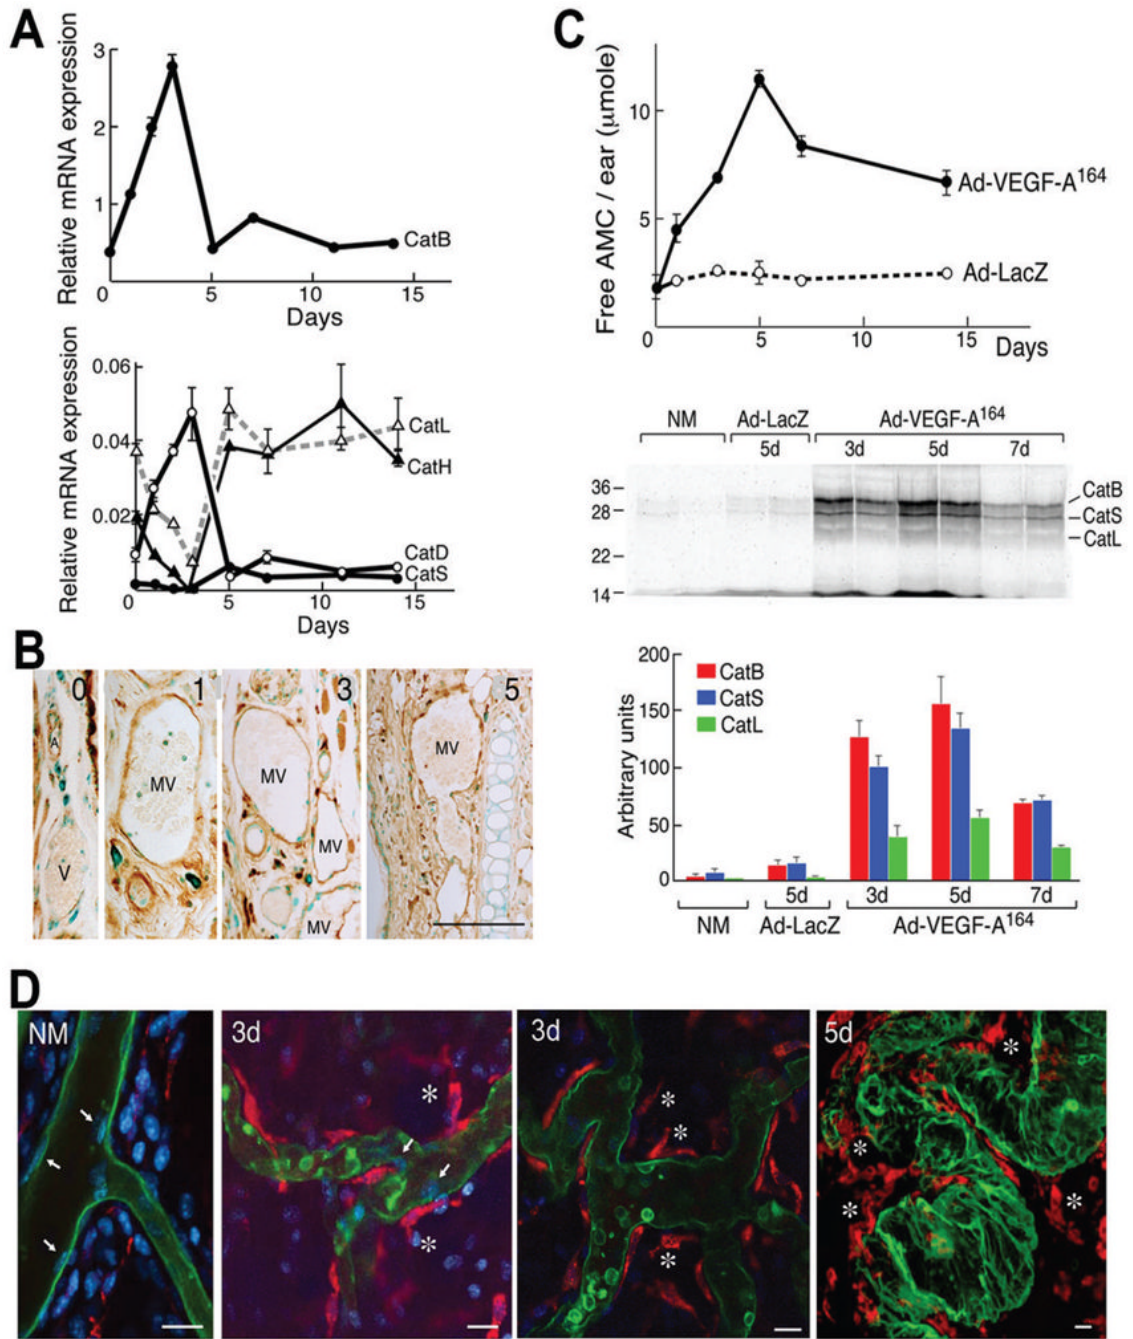 A
Relative mRNA expression
3
2
1
0
5
10
15
Days
CatB
Relative mRNA expression
0.06
0.04
0.02
0
5
10
15
Days
CatL
CatH
CatD
CatS
B
0
A
V
1
MV
3
MV
MV
MV
5
MV
C
Free AMC / ear (μmole)
10
5
0
0
5
10
15
Days
Ad-VEGF-A164
Ad-LacZ
NM
Ad-LacZ
Ad-VEGF-A164
5d
3d
5d
7d
36
28
22
14
CatB
CatS
CatL
Arbitrary units
200
150
100
50
0
CatB
CatS
CatL
5d
3d
5d
7d
NM
Ad-LacZ
Ad-VEGF-A164
D
NM
3d
*
*
3d
*
*
*
5d
*
*
*
*